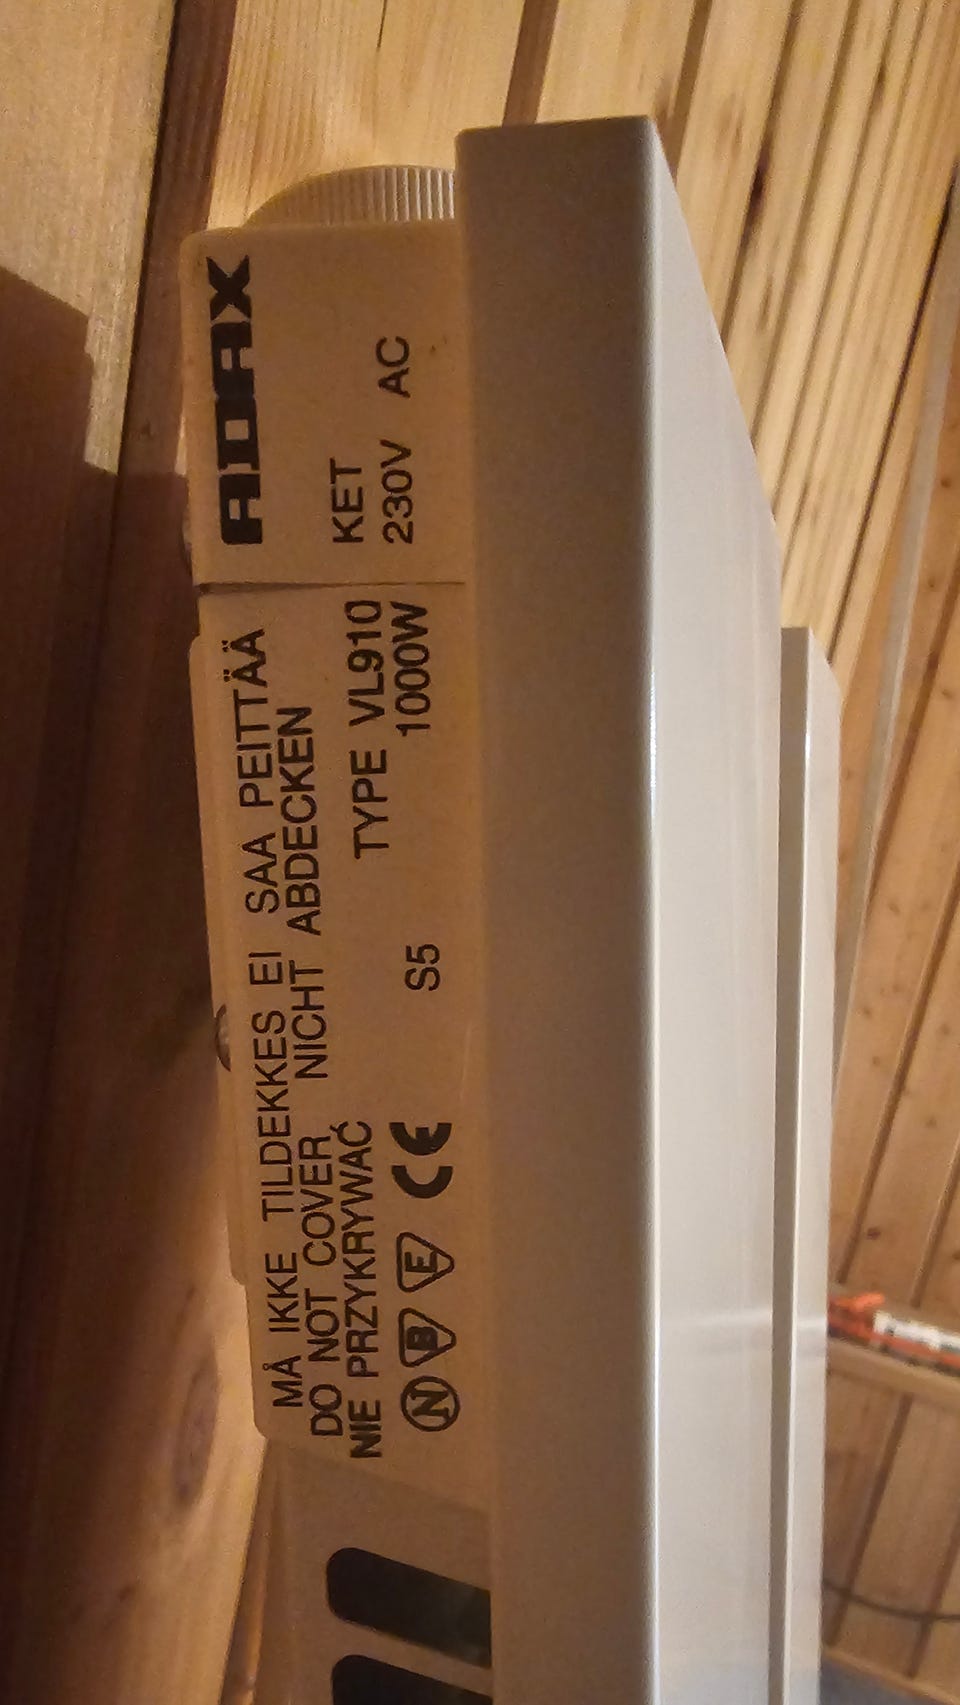 ADAX
KET
230V AC
MÅ IKKE TILDEKKES EI SAA PEITTÄÄ
DO NOT COVER NICHT ABDECKEN
NIE PRZYKRYWAĆ TYPE VL910
N B E CE S5 1000W